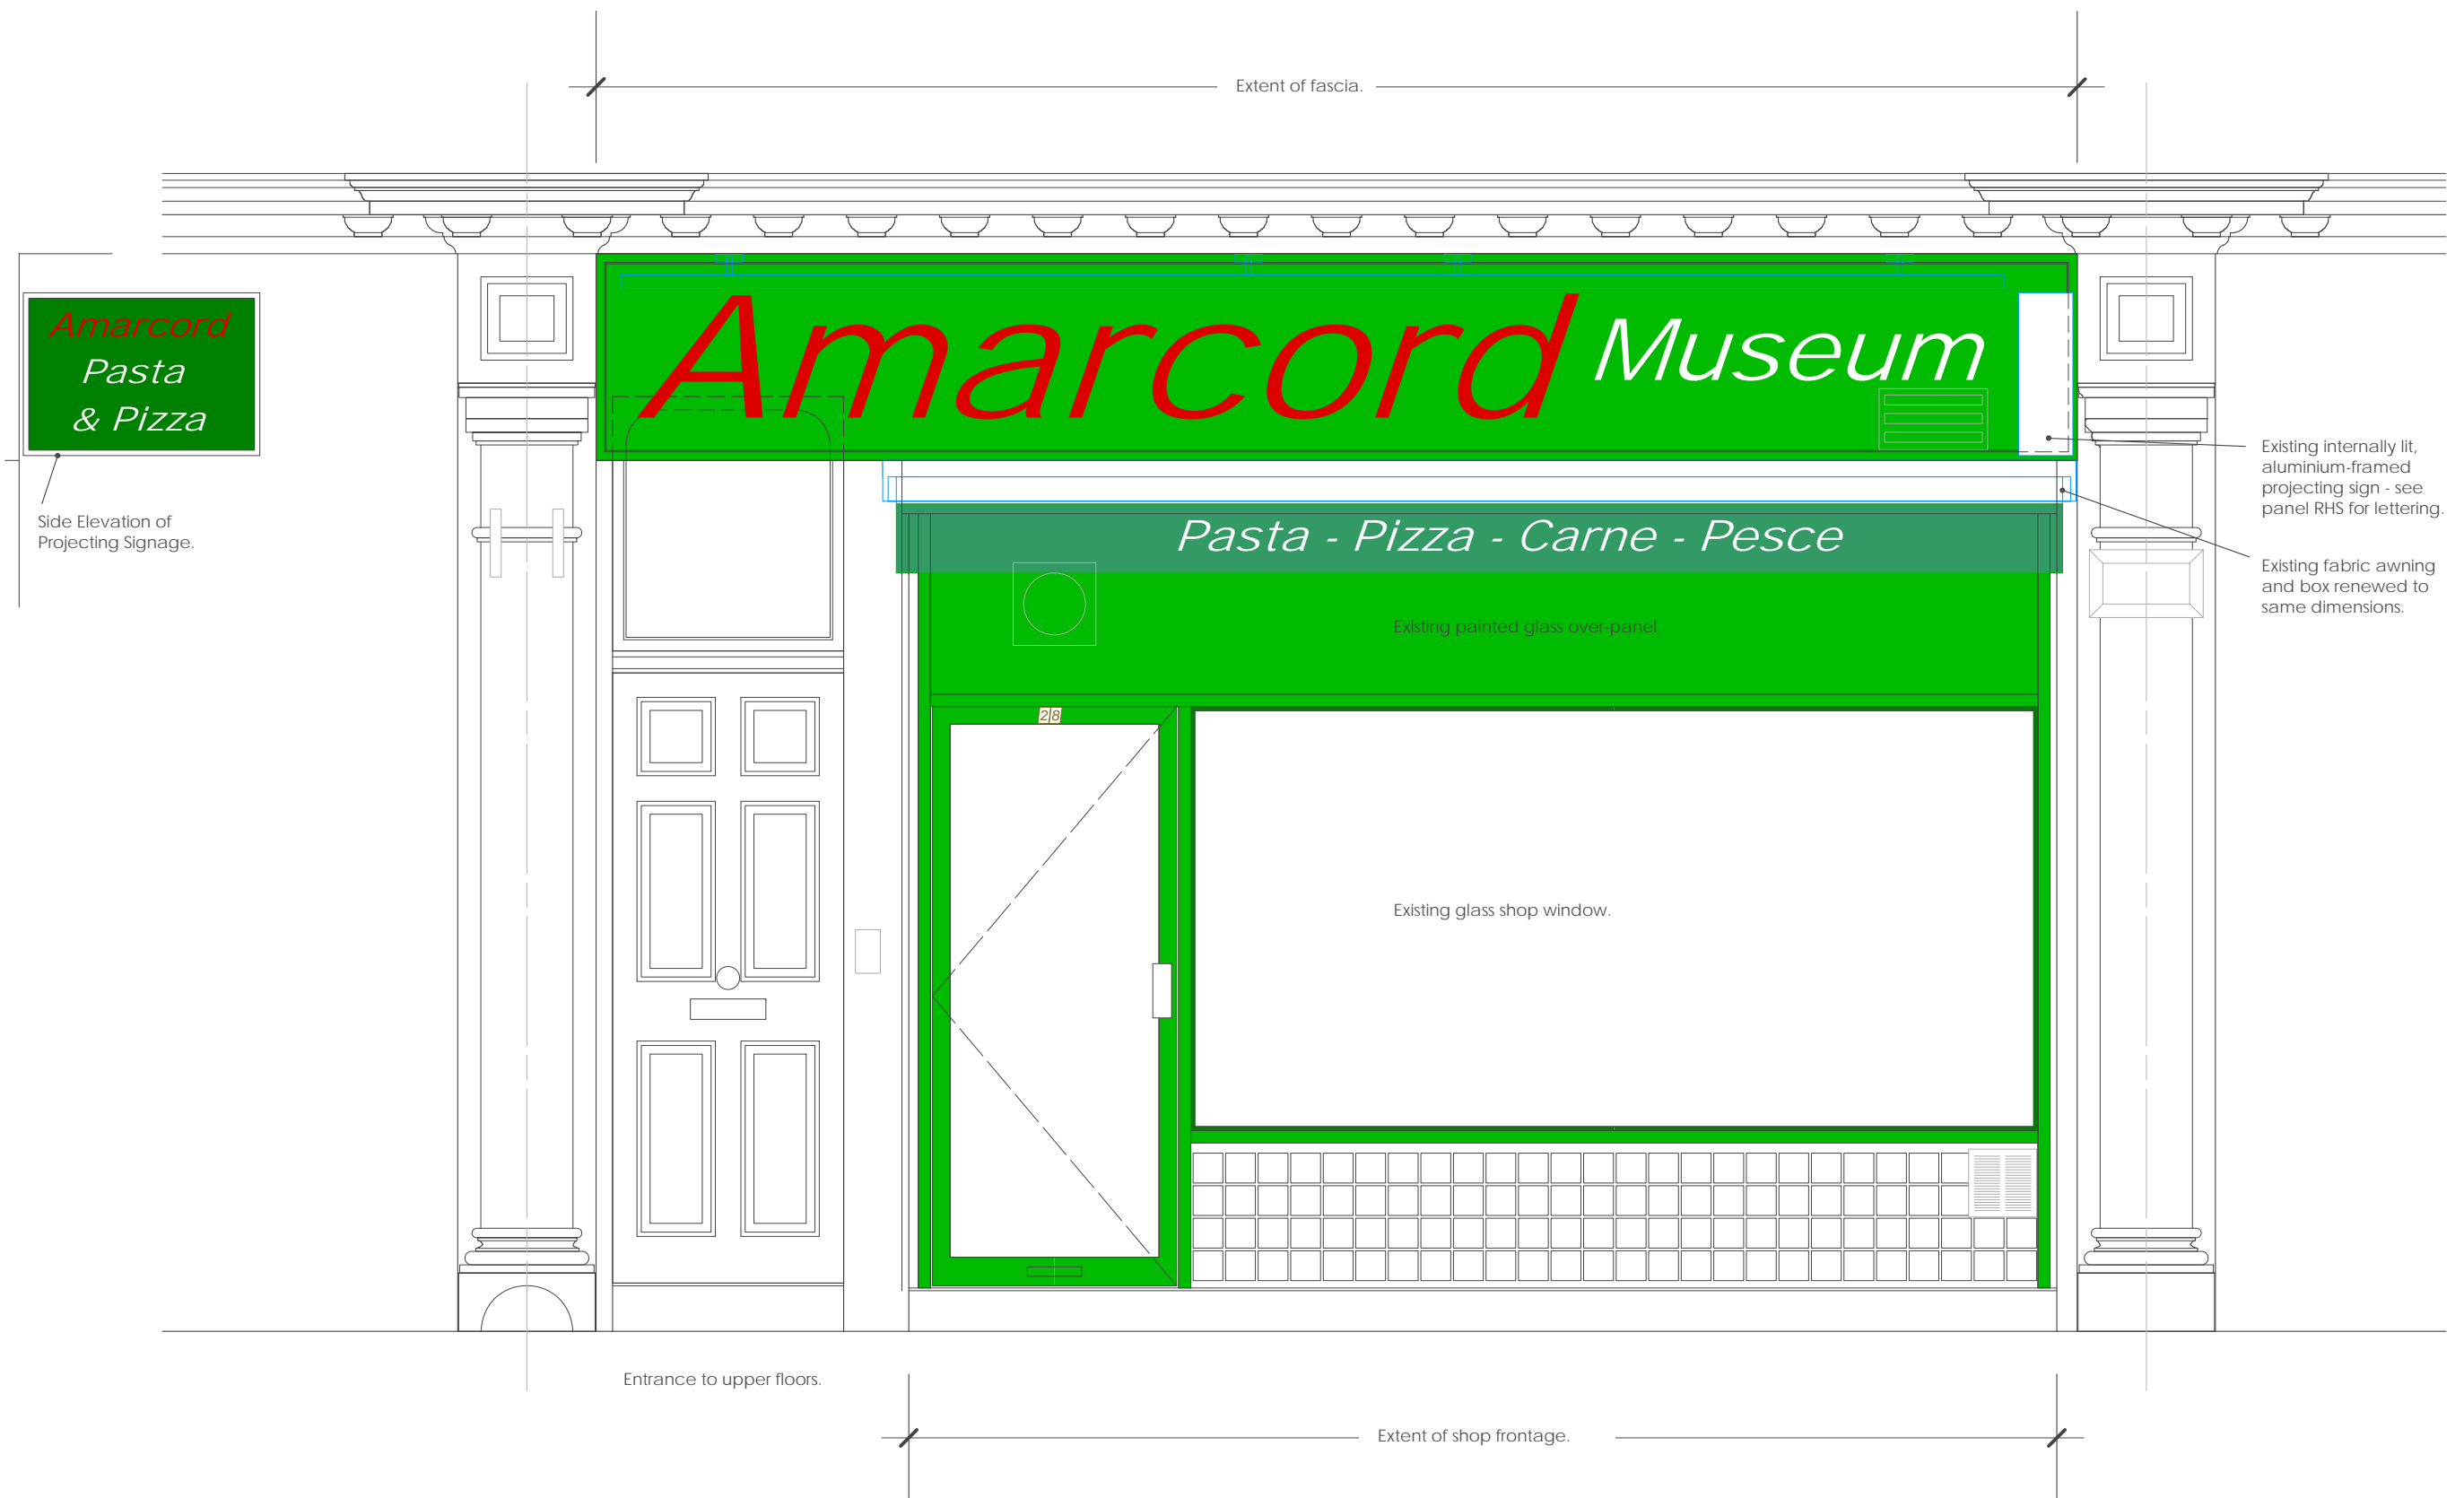 Extent of fascia.
Amarcord Museum
Amarcord
Pasta
& Pizza
Side Elevation of
Projecting Signage.
Existing internally lit,
aluminium-framed
projecting sign - see
panel RHS for lettering.
Pasta - Pizza - Carne - Pesce
Existing fabric awning
and box renewed to
same dimensions.
Existing painted glass over-panel.
28
Existing glass shop window.
Entrance to upper floors.
Extent of shop frontage.